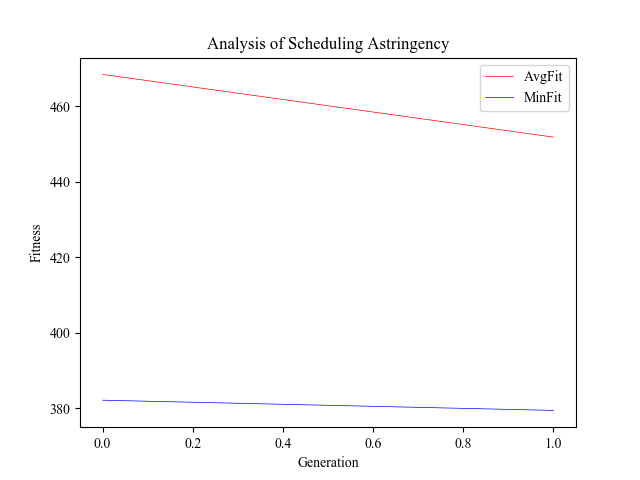 Analysis of Scheduling Astringency
AvgFit
MinFit
460
440
420
400
380
Fitness
0.0 0.2 0.4 0.6 0.8 1.0
Generation